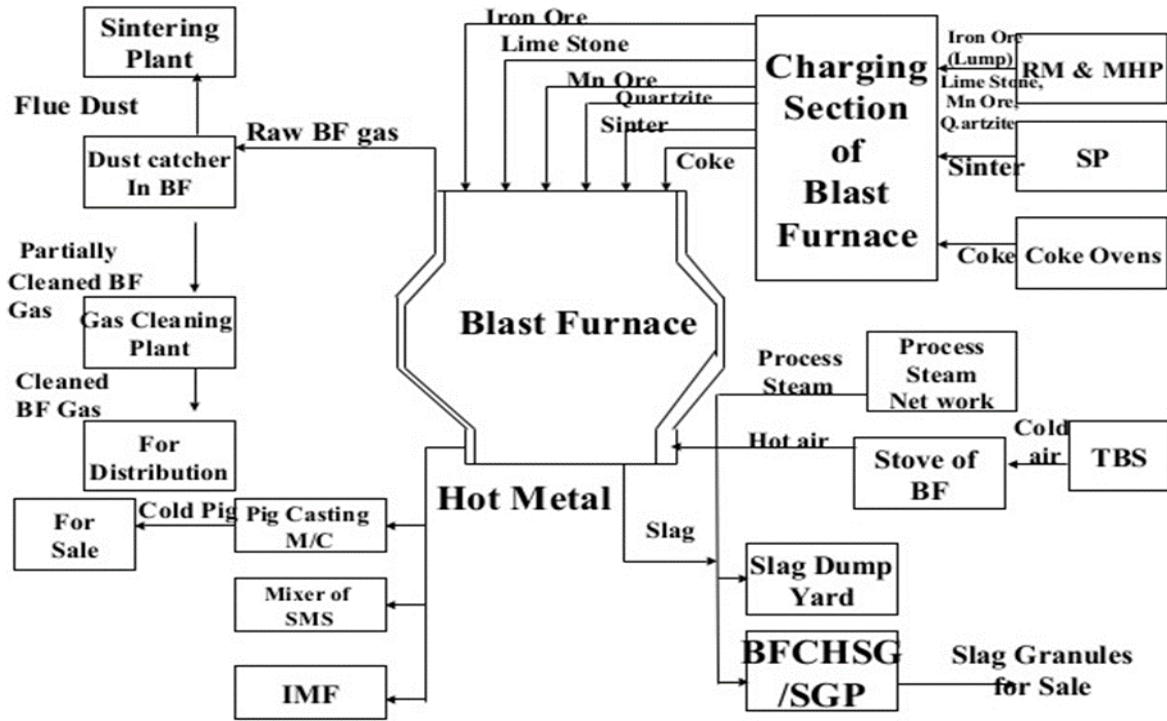 Sintering
Plant
Flue Dust
Dust catcher
In BF
Raw BF gas
Partially
Cleaned BF
Gas
Gas Cleaning
Plant
Cleaned
BF Gas
For
Distribution
Iron Ore
Lime Stone
Mn Ore
Quartzite
Sinter
Coke
Charging
Section
of
Blast
Furnace
Iron Ore
(Lump)
Lime Stone,
Mn Ore,
Q.artzite
RM & MHP
Sinter
SP
Coke
Coke Ovens
Blast Furnace
Process
Steam
Process
Steam
Net work
Hot air
Stove of
BF
Cold
air
TBS
Hot Metal
For
Sale
Cold Pig
Pig Casting
M/C
Mixer of
SMS
IMF
Slag
Slag Dump
Yard
BFCHSG
/SGP
Slag Granules
for Sale